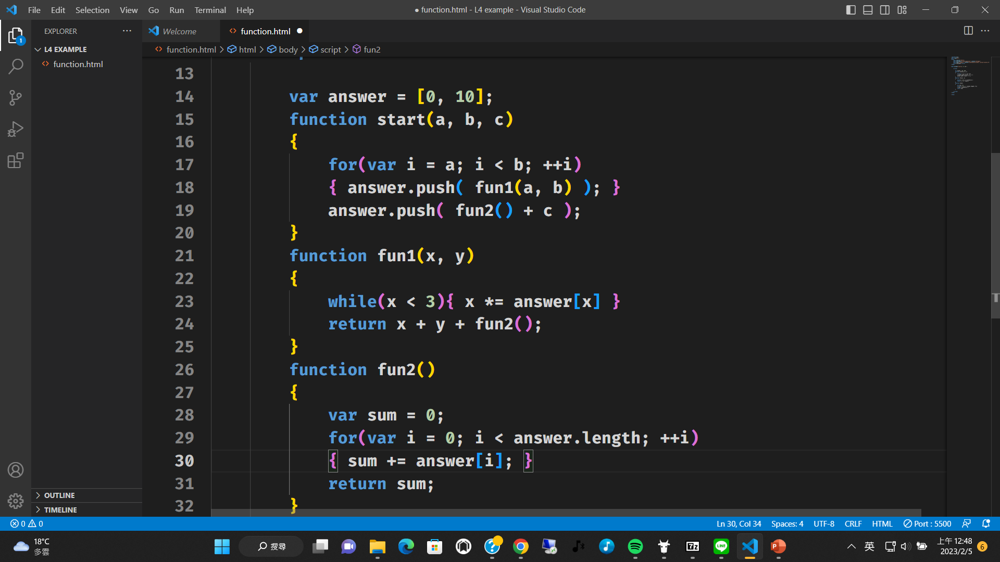 File Edit Selection View Go Run Terminal Help
● function.html - L4 example - Visual Studio Code
EXPLORER ···
Welcome
<> function.html ●
<> function.html > html > body > script > fun2
L4 EXAMPLE
<> function.html
13
14 var answer = [0, 10];
15 function start(a, b, c)
16 {
17 for(var i = a; i < b; ++i)
18 { answer.push( fun1(a, b) ); }
19 answer.push( fun2() + c );
20 }
21 function fun1(x, y)
22 {
23 while(x < 3){ x *= answer[x] }
24 return x + y + fun2();
25 }
26 function fun2()
27 {
28 var sum = 0;
29 for(var i = 0; i < answer.length; ++i)
30 { sum += answer[i]; }
31 return sum;
32 }
1
OUTLINE
TIMELINE
0 0
Ln 30, Col 34 Spaces: 4 UTF-8 CRLF HTML Port : 5500
18°C
多雲
搜尋
7z
LINE
P
英
上午 12:48
2023/2/5
6